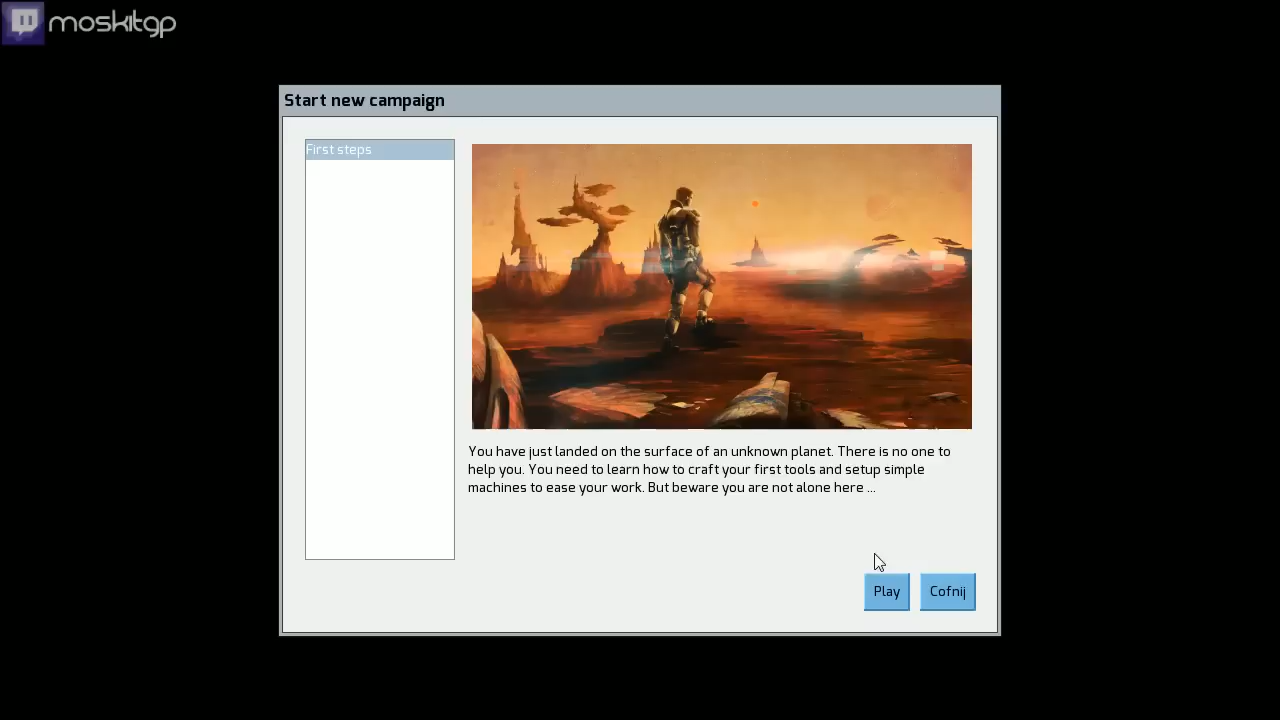 moskitgp
Start new campaign
First steps
You have just landed on the surface of an unknown planet. There is no one to
help you. You need to learn how to craft your first tools and setup simple
machines to ease your work. But beware you are not alone here ...
Play
Cofnij